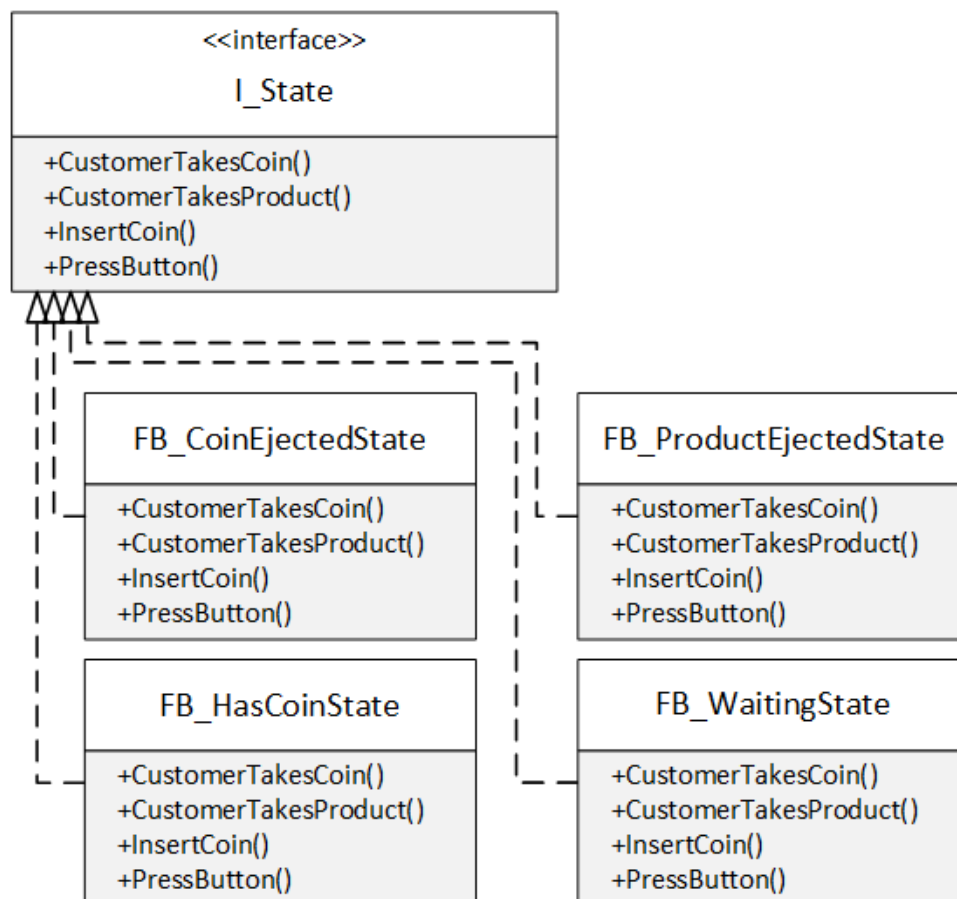 <<interface>>
I_State
+CustomerTakesCoin()
+CustomerTakesProduct()
+InsertCoin()
+PressButton()
FB_CoinEjectedState
+CustomerTakesCoin()
+CustomerTakesProduct()
+InsertCoin()
+PressButton()
FB_ProductEjectedState
+CustomerTakesCoin()
+CustomerTakesProduct()
+InsertCoin()
+PressButton()
FB_HasCoinState
+CustomerTakesCoin()
+CustomerTakesProduct()
+InsertCoin()
+PressButton()
FB_WaitingState
+CustomerTakesCoin()
+CustomerTakesProduct()
+InsertCoin()
+PressButton()